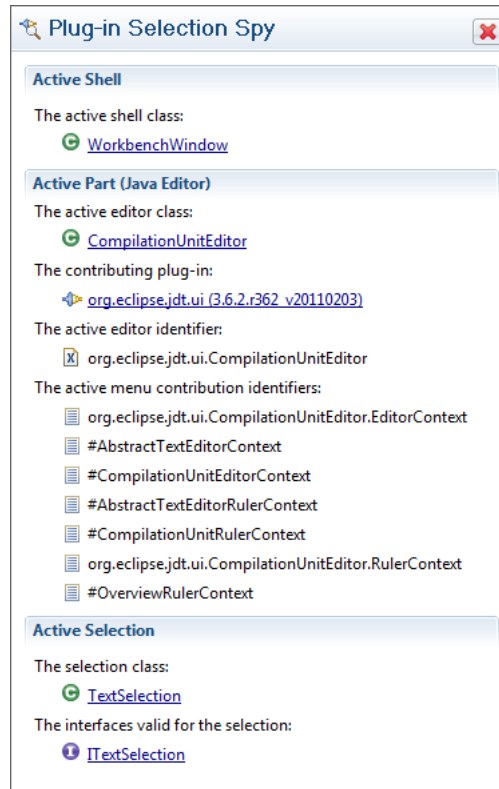 Plug-in Selection Spy
Active Shell
The active shell class:
WorkbenchWindow
Active Part (Java Editor)
The active editor class:
CompilationUnitEditor
The contributing plug-in:
org.eclipse.jdt.ui (3.6.2.r362_v20110203)
The active editor identifier:
org.eclipse.jdt.ui.CompilationUnitEditor
The active menu contribution identifiers:
org.eclipse.jdt.ui.CompilationUnitEditor.EditorContext
#AbstractTextEditorContext
#CompilationUnitEditorContext
#AbstractTextEditorRulerContext
#CompilationUnitRulerContext
org.eclipse.jdt.ui.CompilationUnitEditor.RulerContext
#OverviewRulerContext
Active Selection
The selection class:
TextSelection
The interfaces valid for the selection:
ITextSelection